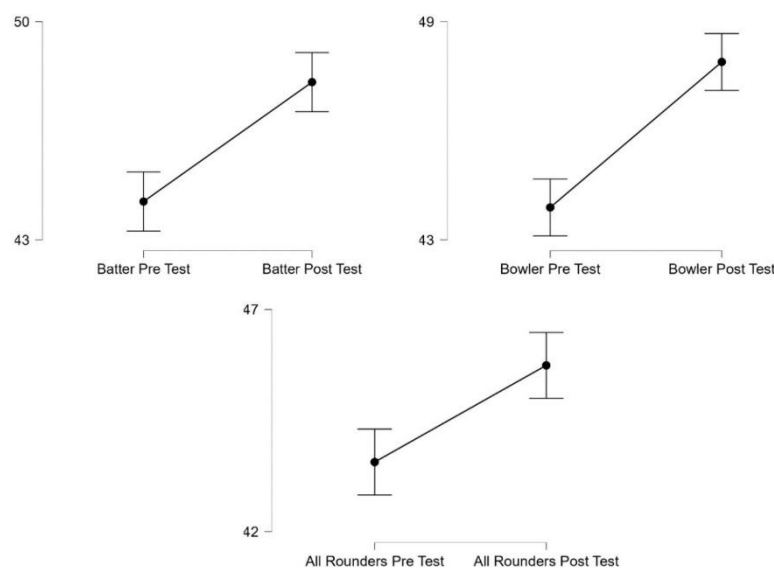 50
43
Batter Pre Test
Batter Post Test
49
43
Bowler Pre Test
Bowler Post Test
47
42
All Rounders Pre Test
All Rounders Post Test